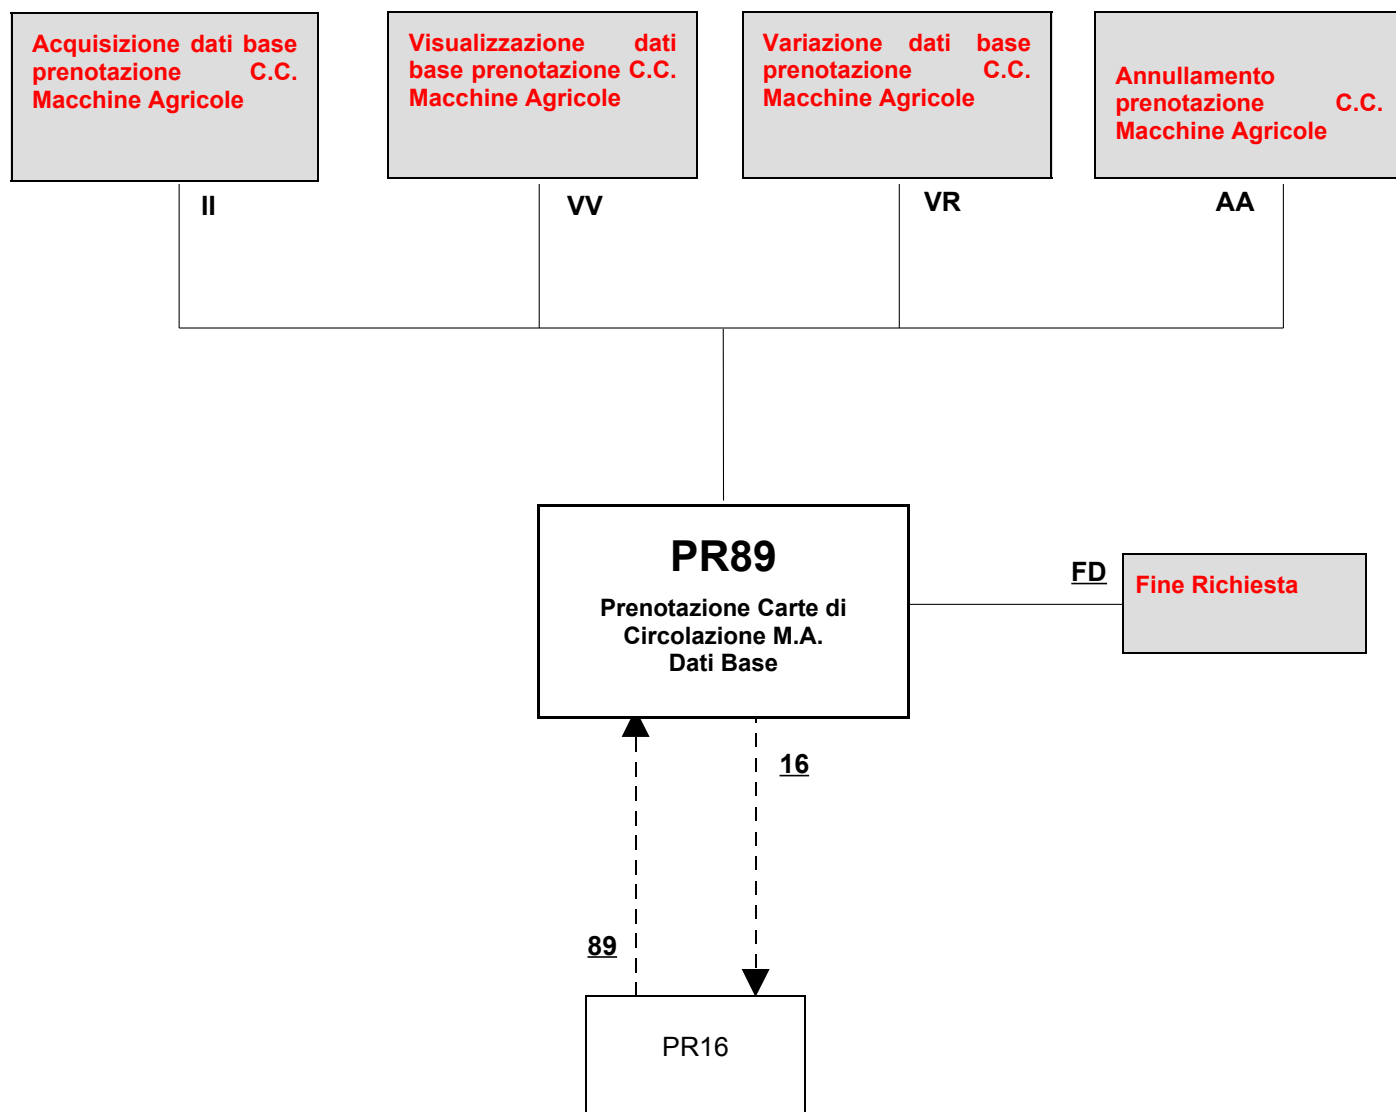 Acquisizione dati base
prenotazione C.C.
Macchine Agricole
Visualizzazione dati
base prenotazione C.C.
Macchine Agricole
Variazione dati base
prenotazione C.C.
Macchine Agricole
Annullamento
prenotazione C.C.
Macchine Agricole
II
VV
VR
AA
PR89
Prenotazione Carte di
Circolazione M.A.
Dati Base
FD
Fine Richiesta
16
89
PR16